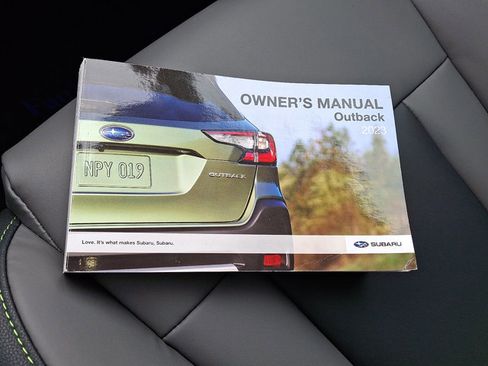 OWNER'S MANUAL
Outback
2023
NPY 019
OUTBACK
Love. It's what makes Subaru, Subaru.
SUBARU